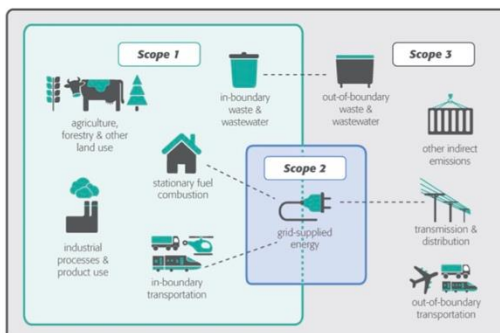 Scope 1
Scope 3
in-boundary
waste &
wastewater
out-of-boundary
waste &
wastewater
agriculture,
forestry & other
land use
other indirect
emissions
Scope 2
stationary fuel
combustion
grid-supplied
energy
transmission &
distribution
industrial
processes &
product use
in-boundary
transportation
out-of-boundary
transportation